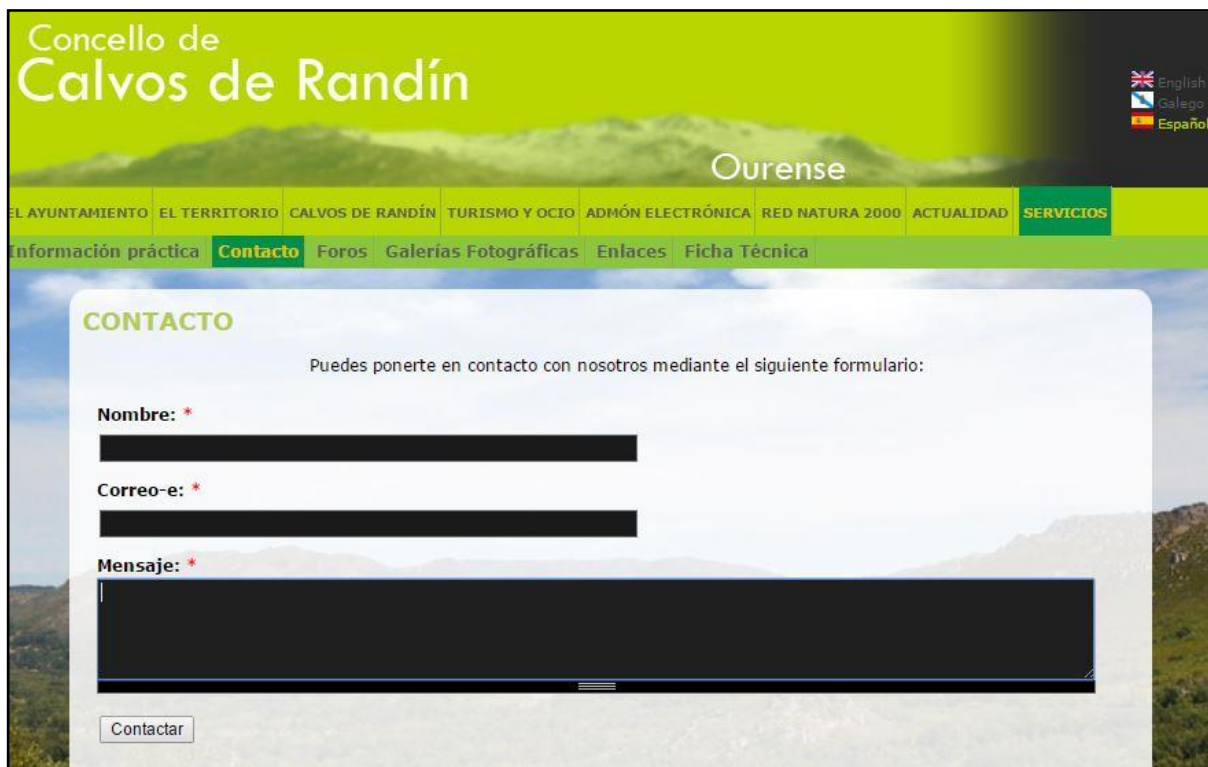 Concello de
Calvos de Randín
English
Galego
Español
Ourense
EL AYUNTAMIENTO EL TERRITORIO CALVOS DE RANDÍN TURISMO Y OCIO ADMÓN ELECTRÓNICA RED NATURA 2000 ACTUALIDAD SERVICIOS
Información práctica Contacto Foros Galerías Fotográficas Enlaces Ficha Técnica
CONTACTO
Puedes ponerte en contacto con nosotros mediante el siguiente formulario:
Nombre: *
Correo-e: *
Mensaje: *
Contactar